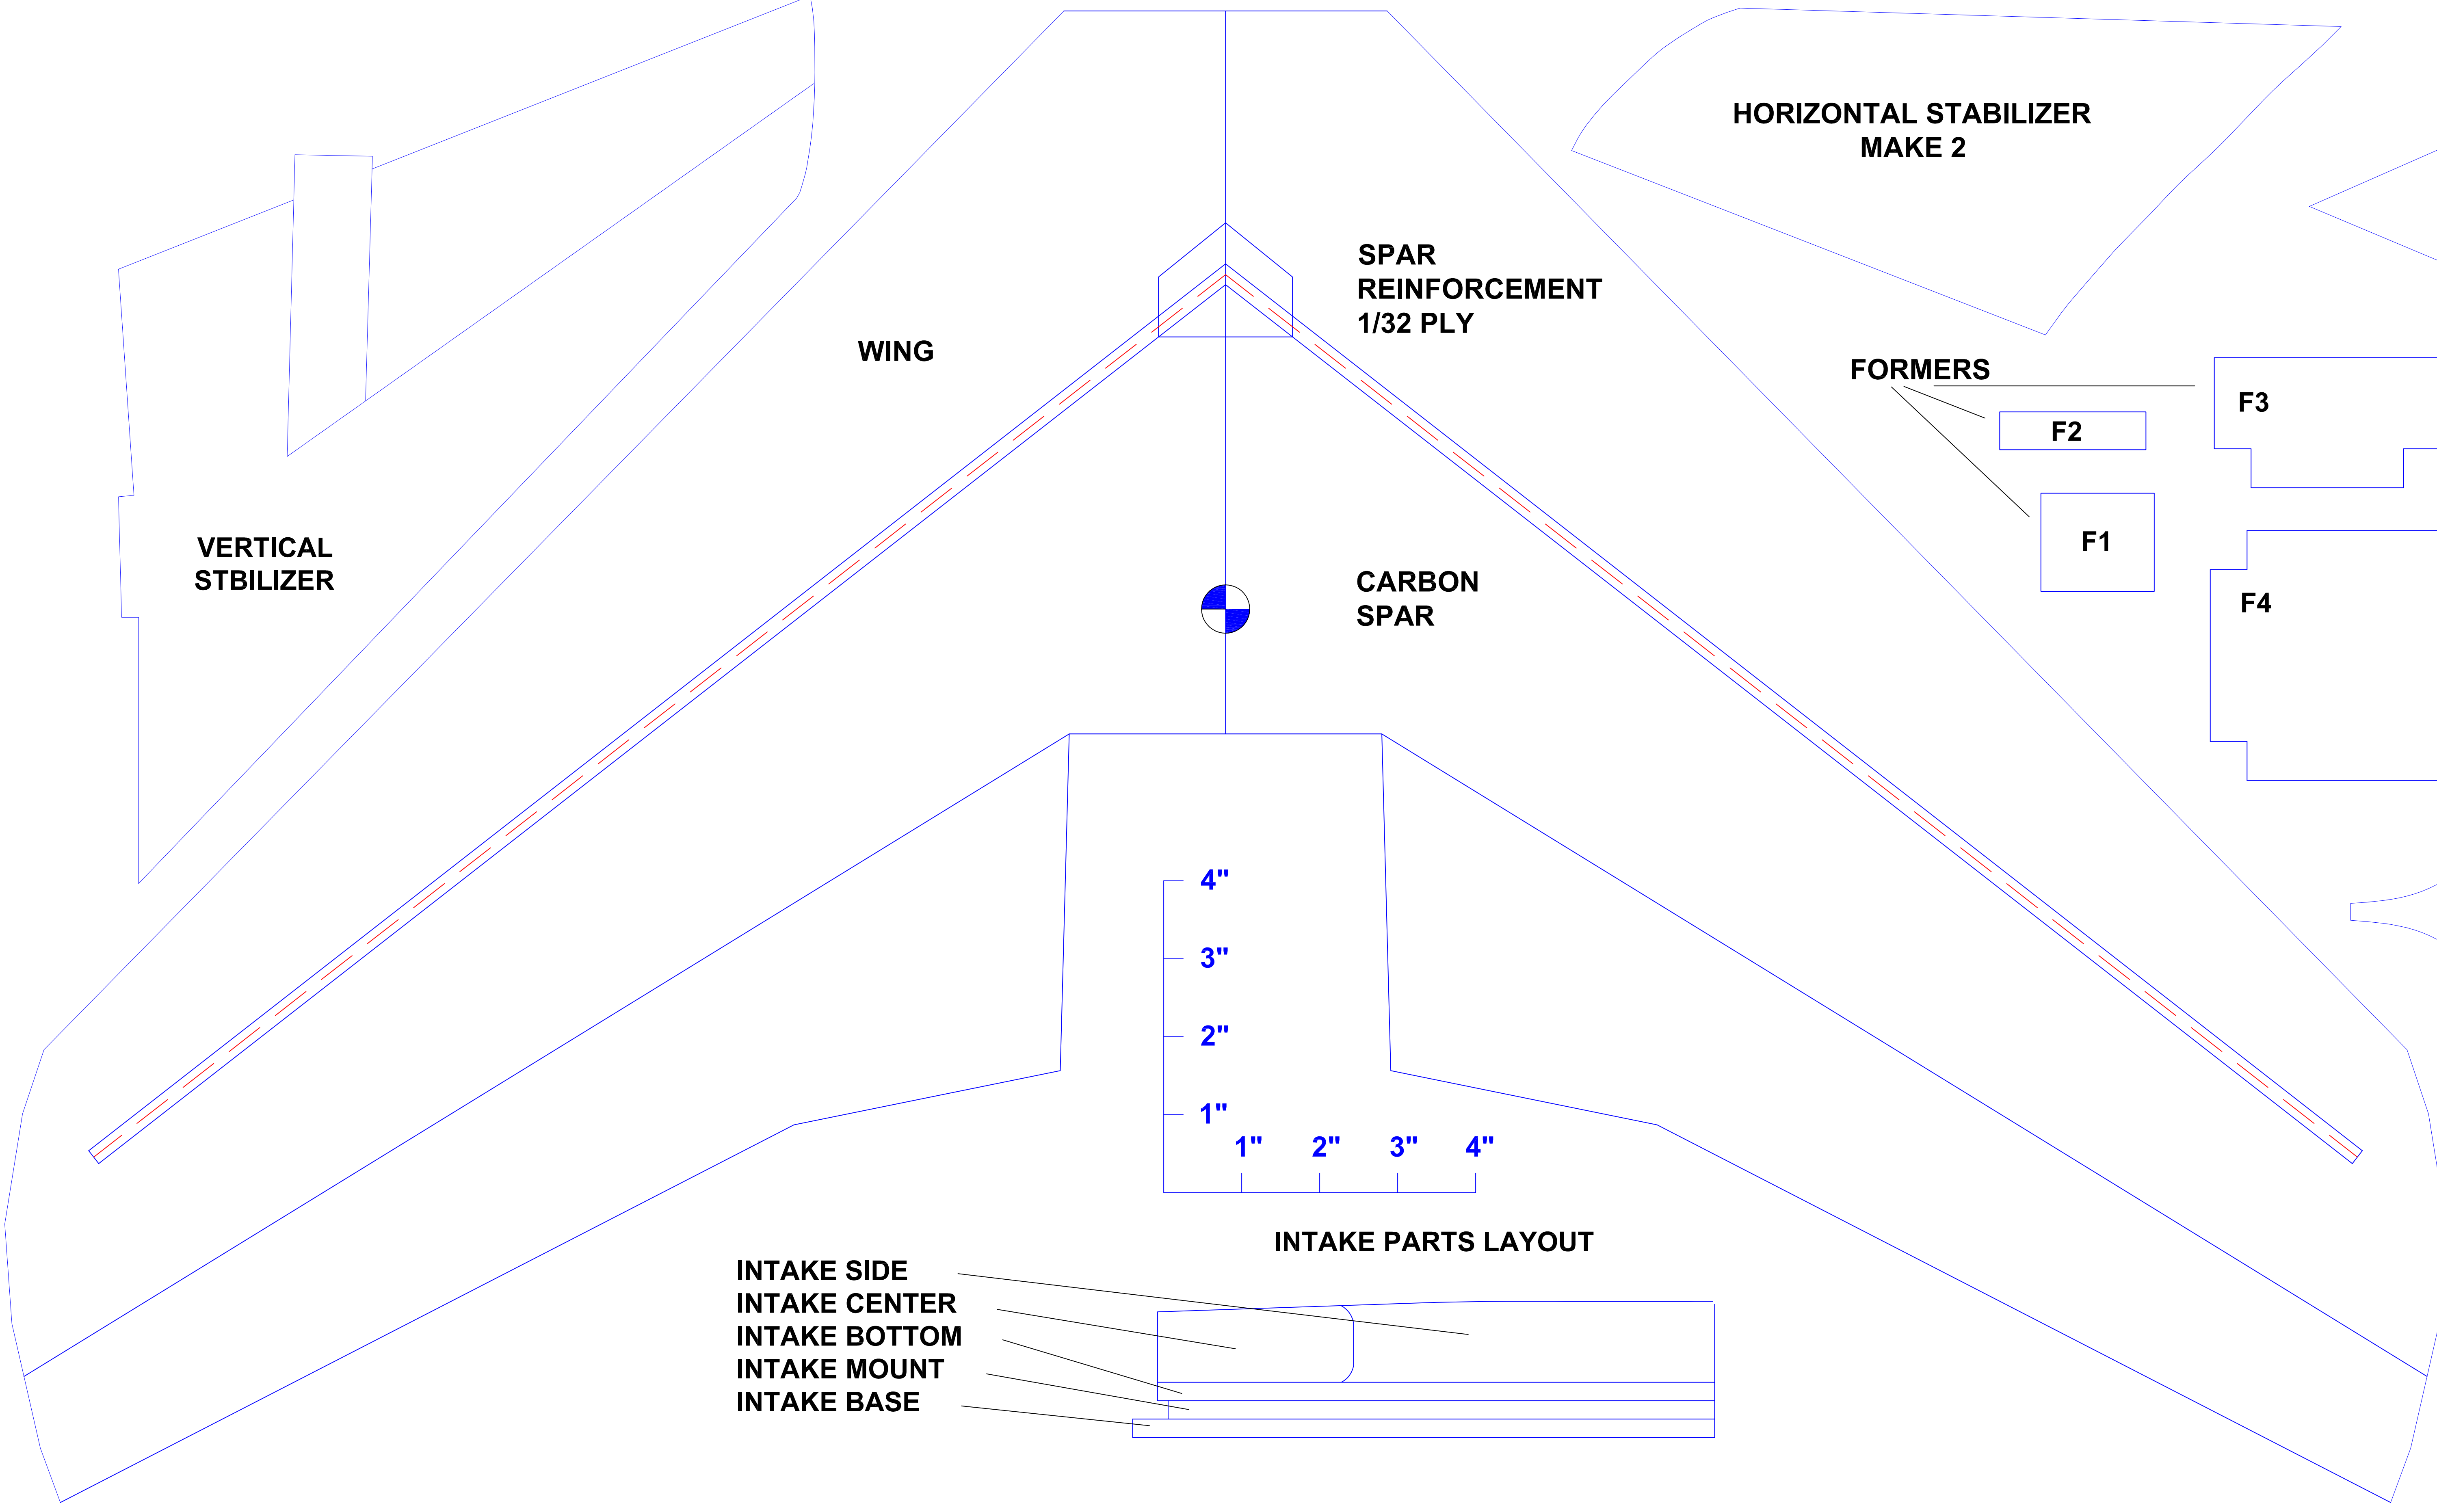 HORIZONTAL STABILIZER
MAKE 2
SPAR
REINFORCEMENT
1/32 PLY
WING
FORMERS
F3
F2
F1
F4
VERTICAL
STBILIZER
CARBON
SPAR
4"
3"
2"
1"
1" 2" 3" 4"
INTAKE PARTS LAYOUT
INTAKE SIDE
INTAKE CENTER
INTAKE BOTTOM
INTAKE MOUNT
INTAKE BASE